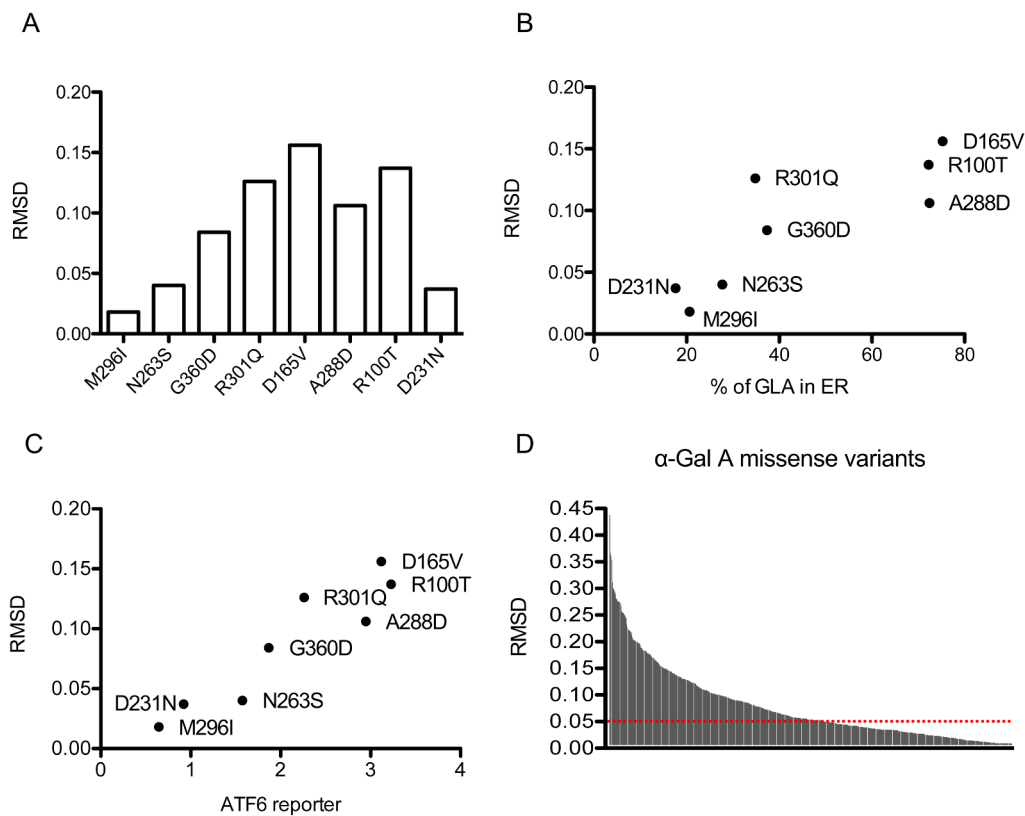 A
RMSD
0.20
0.15
0.10
0.05
0.00
M296I
N263S
G360D
R301Q
D165V
A288D
R100T
D231N
B
RMSD
0.20
0.15
0.10
0.05
0.00
D165V
R100T
R301Q
A288D
G360D
D231N
N263S
M296I
0
20
40
60
80
% of GLA in ER
C
RMSD
0.20
0.15
0.10
0.05
0.00
D165V
R100T
R301Q
A288D
G360D
D231N
N263S
M296I
0
1
2
3
4
ATF6 reporter
D
α-Gal A missense variants
RMSD
0.45
0.40
0.35
0.30
0.25
0.20
0.15
0.10
0.05
0.00